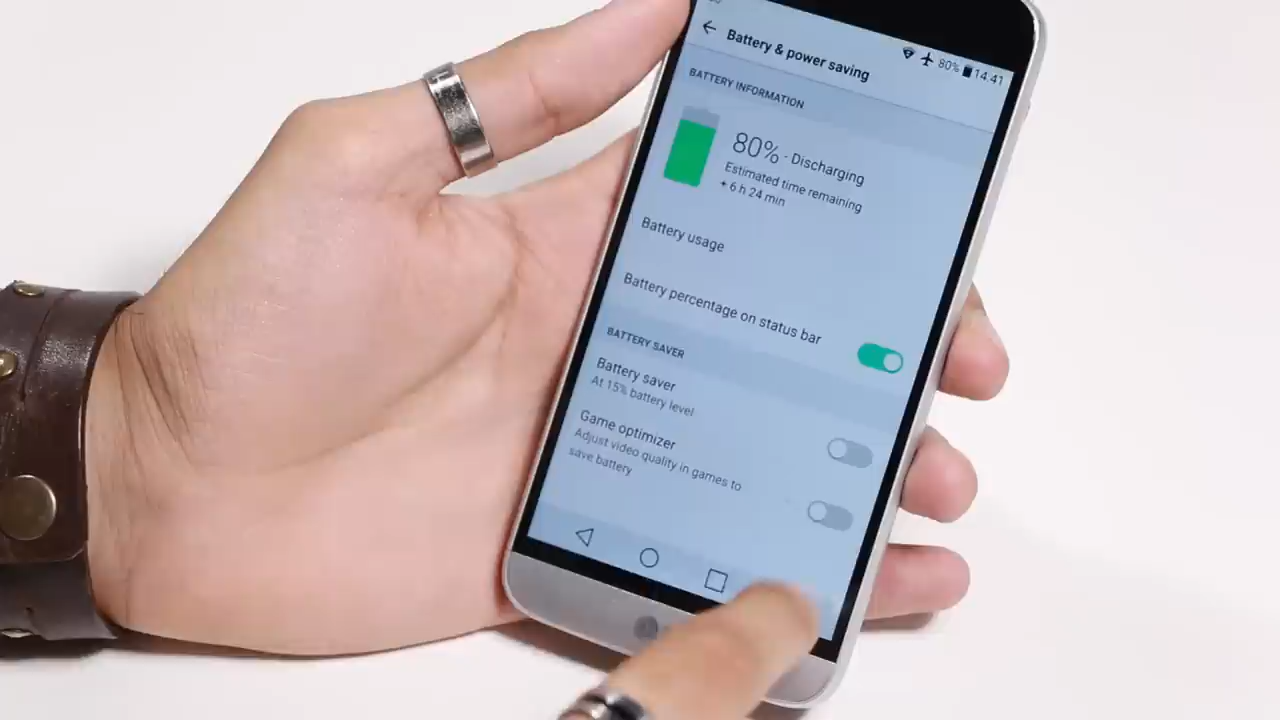 Battery & power saving
80% 14:41
BATTERY INFORMATION
80% - Discharging
Estimated time remaining
+ 6 h 24 min
Battery usage
Battery percentage on status bar
BATTERY SAVER
Battery saver
At 15% battery level
Game optimizer
Adjust video quality in games to
save battery